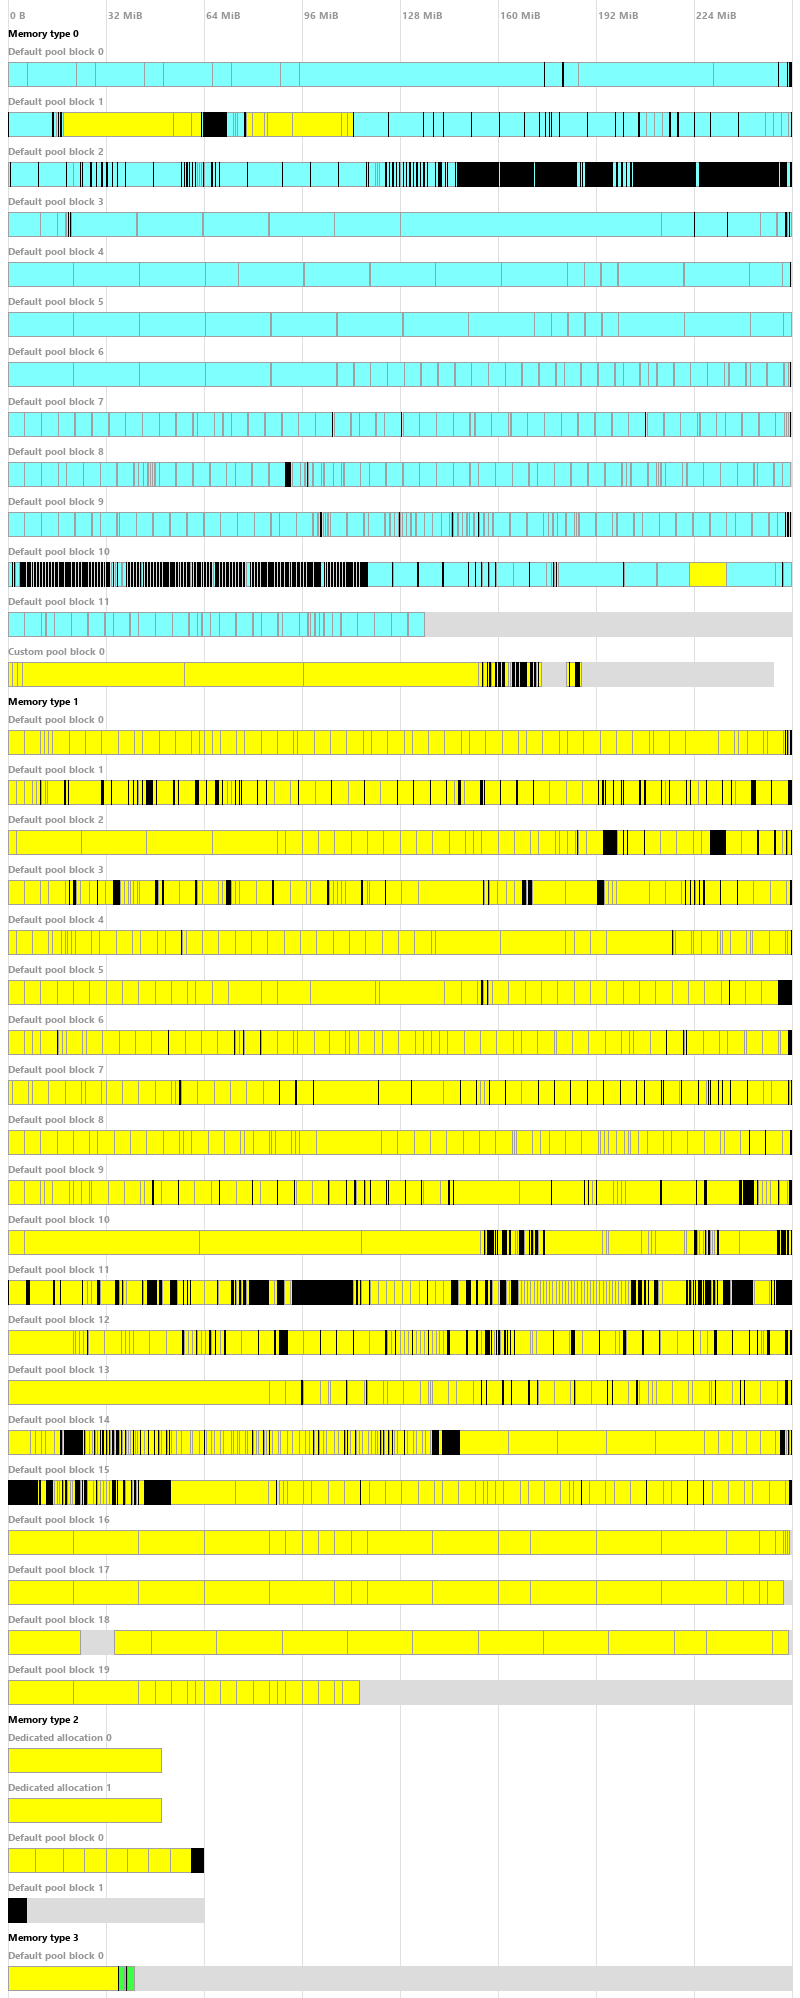 0 B 32 MiB 64 MiB 96 MiB 128 MiB 160 MiB 192 MiB 224 MiB
Memory type 0
Default pool block 0
Default pool block 1
Default pool block 2
Default pool block 3
Default pool block 4
Default pool block 5
Default pool block 6
Default pool block 7
Default pool block 8
Default pool block 9
Default pool block 10
Default pool block 11
Custom pool block 0
Memory type 1
Default pool block 0
Default pool block 1
Default pool block 2
Default pool block 3
Default pool block 4
Default pool block 5
Default pool block 6
Default pool block 7
Default pool block 8
Default pool block 9
Default pool block 10
Default pool block 11
Default pool block 12
Default pool block 13
Default pool block 14
Default pool block 15
Default pool block 16
Default pool block 17
Default pool block 18
Default pool block 19
Memory type 2
Dedicated allocation 0
Dedicated allocation 1
Default pool block 0
Default pool block 1
Memory type 3
Default pool block 0